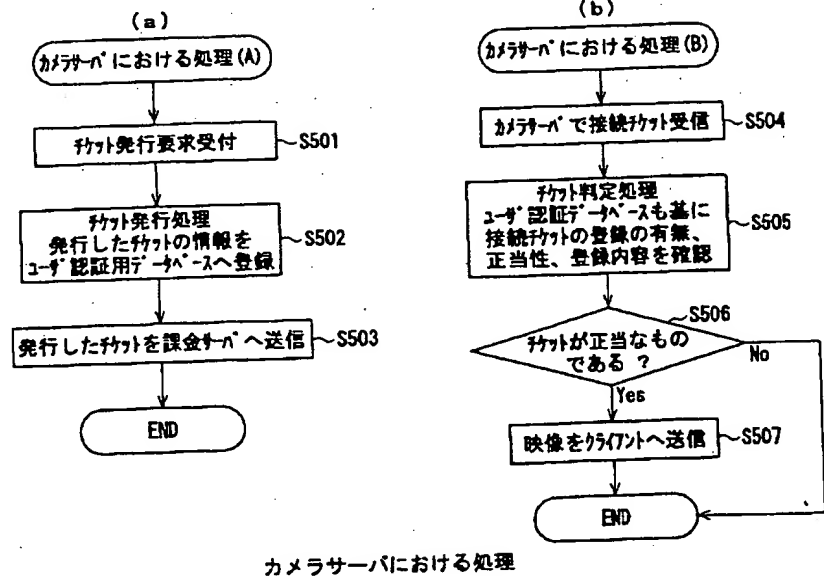 (a)
カメラサーバにおける処理(A)
チケット発行要求受付
S501
チケット発行処理
発行したチケットの情報を
ユーザ認証用データベースへ登録
S502
発行したチケットを課金サーバへ送信
S503
END
(b)
カメラサーバにおける処理(B)
カメラサーバで接続チケット受信
S504
チケット判定処理
ユーザ認証データベースも基に
接続チケットの登録の有無、
正当性、登録内容を確認
S505
S506
チケットが正当なもの
である ?
No
Yes
映像をクライアントへ送信
S507
END
カメラサーバにおける処理